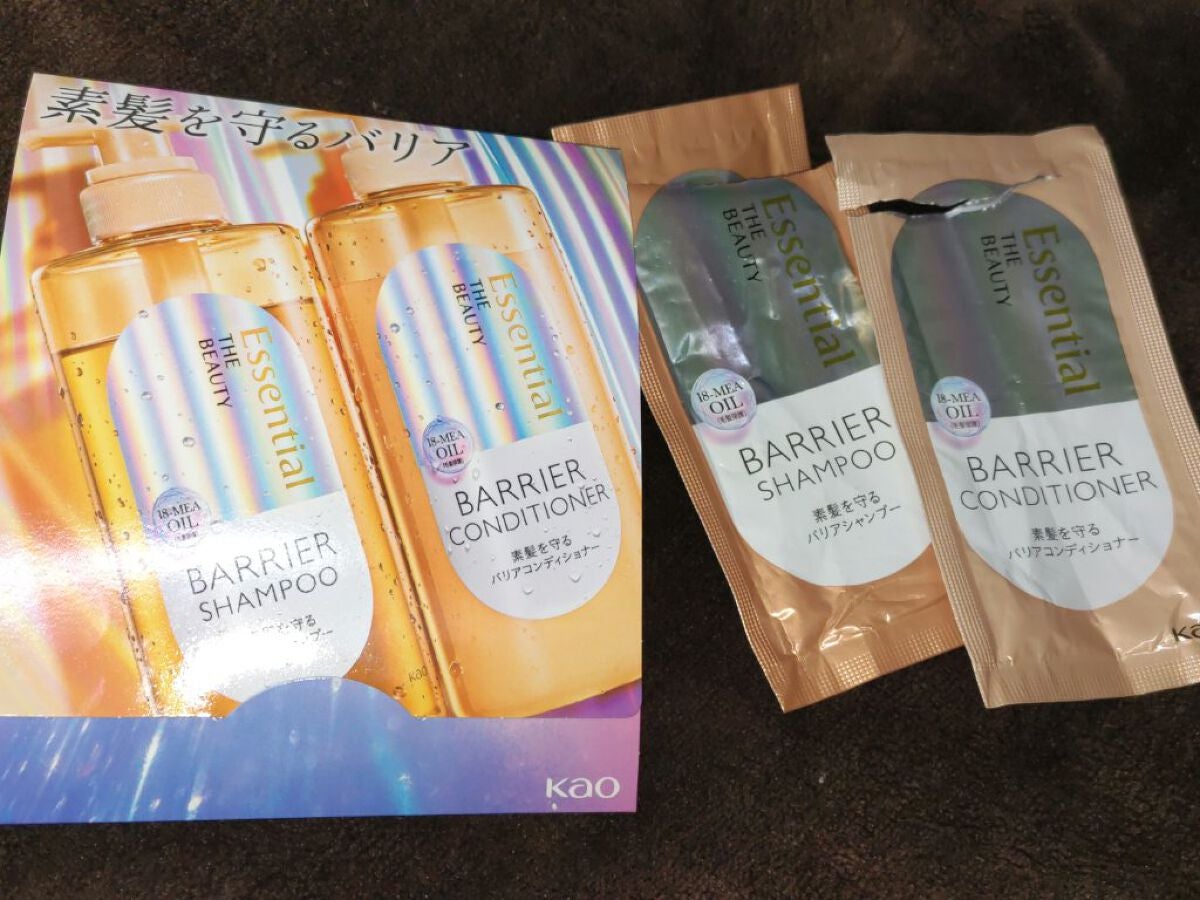 素髪を守るバリア
Essential
THE
BEAUTY
18-MEA
OIL
BARRIER
SHAMPOO
Essential
THE
BEAUTY
18-MEA
OIL
BARRIER
CONDITIONER
素髪を守る
バリアコンディショナー
Kao
Kao
Essential
THE
BEAUTY
18-MEA
OIL
BARRIER
SHAMPOO
素髪を守る
バリアシャンプー
Essential
THE
BEAUTY
18-MEA
OIL
BARRIER
CONDITIONER
素髪を守る
バリアコンディショナー